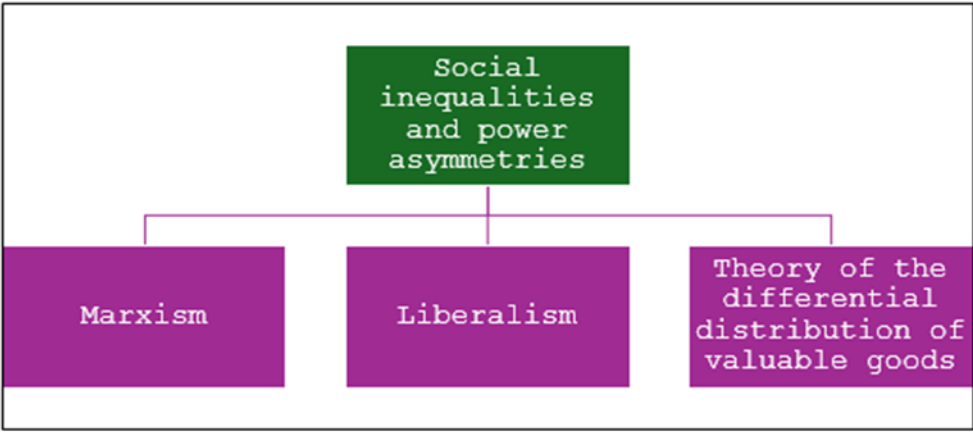 Social
inequalities
and power
asymmetries
Marxism
Liberalism
Theory of the
differential
distribution of
valuable goods